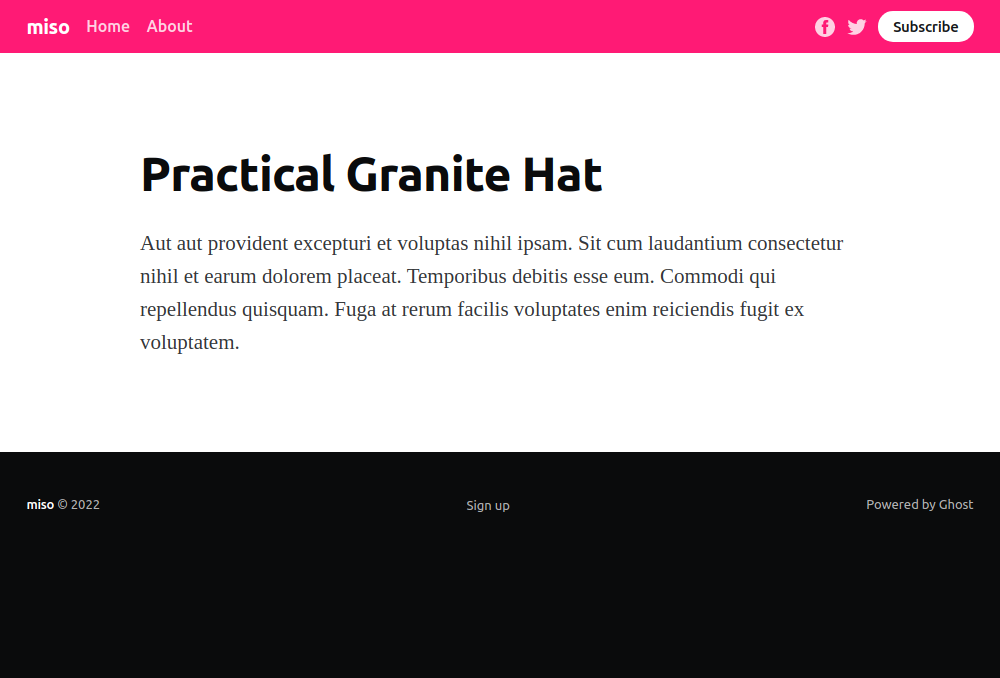 miso Home About Subscribe
Practical Granite Hat
Aut aut provident excepturi et voluptas nihil ipsam. Sit cum laudantium consectetur
nihil et earum dolorem placeat. Temporibus debitis esse eum. Commodi qui
repellendus quisquam. Fuga at rerum facilis voluptates enim reiciendis fugit ex
voluptatem.
miso © 2022 Sign up Powered by Ghost